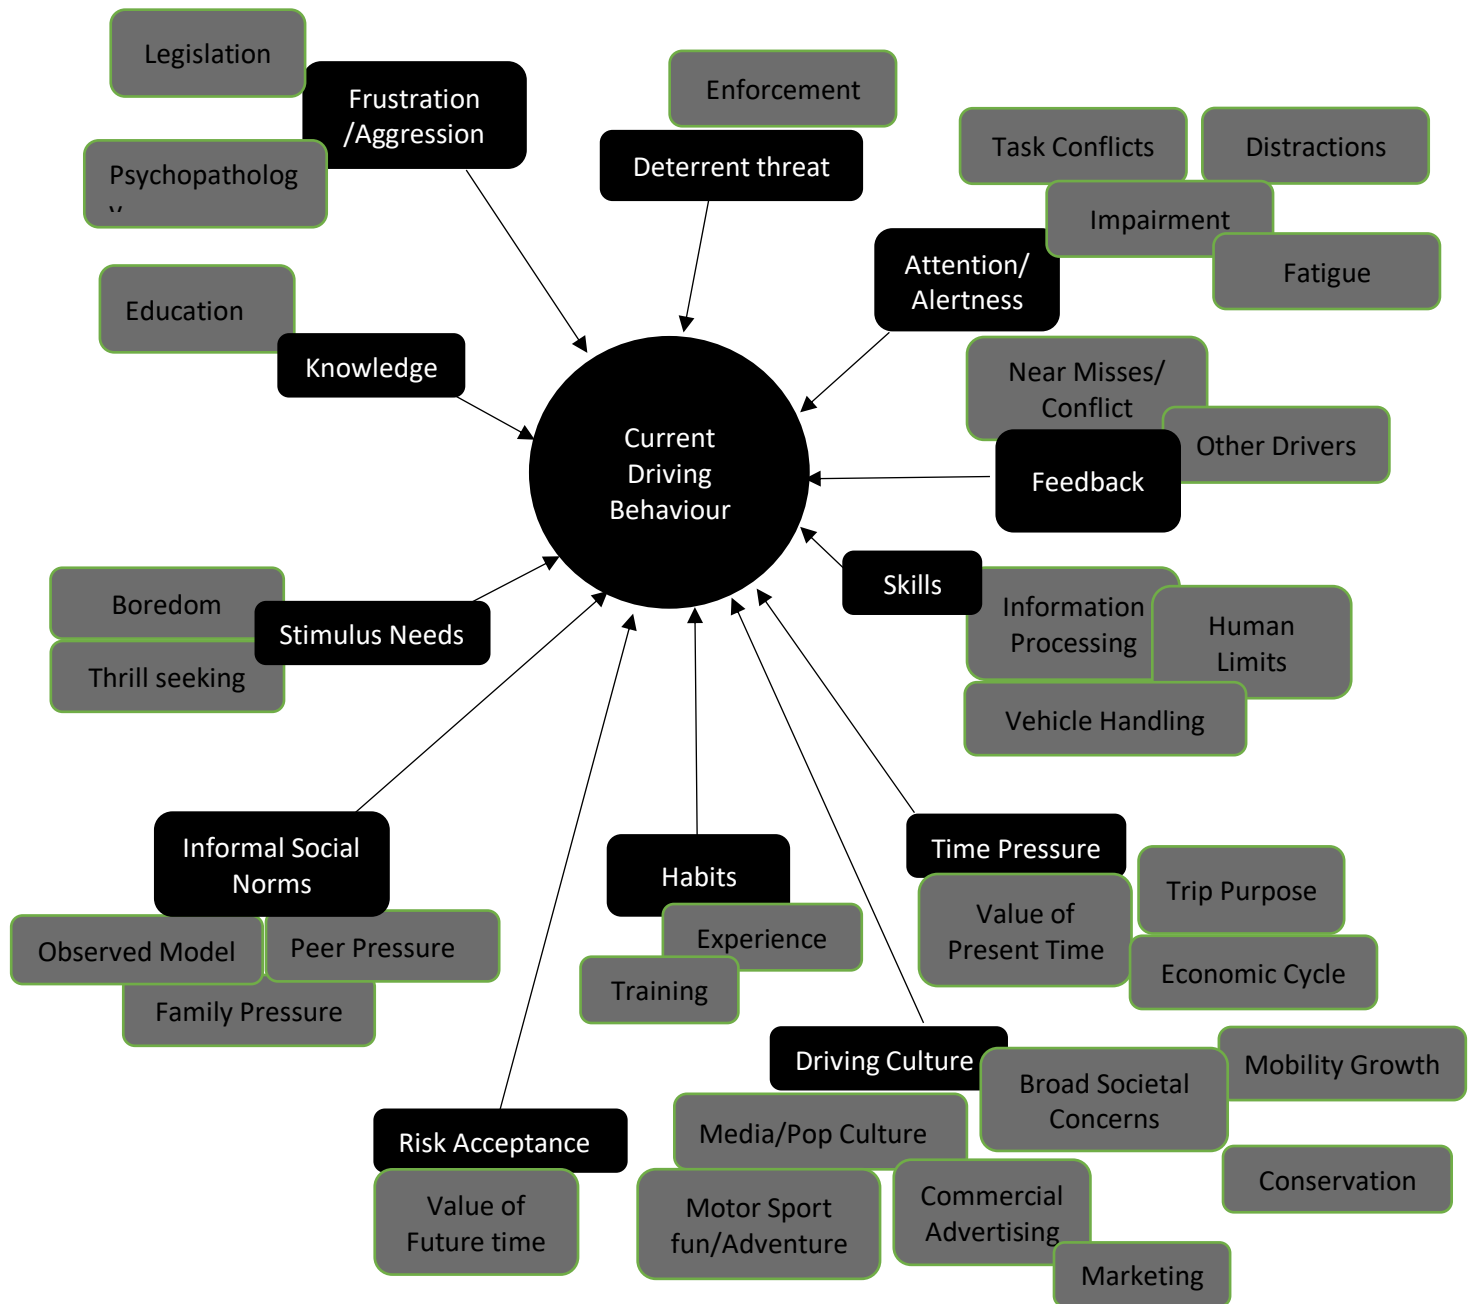 Legislation
Frustration
/Aggression
Enforcement
Deterrent threat
Task Conflicts
Distractions
Psychopatholog
y
Impairment
Attention/
Alertness
Fatigue
Education
Knowledge
Near Misses/
Conflict
Other Drivers
Feedback
Current
Driving
Behaviour
Skills
Information
Processing
Human
Limits
Vehicle Handling
Boredom
Stimulus Needs
Thrill seeking
Informal Social
Norms
Observed Model
Peer Pressure
Family Pressure
Habits
Experience
Training
Time Pressure
Value of
Present Time
Trip Purpose
Economic Cycle
Driving Culture
Broad Societal
Concerns
Mobility Growth
Conservation
Media/Pop Culture
Motor Sport
fun/Adventure
Commercial
Advertising
Marketing
Risk Acceptance
Value of
Future time